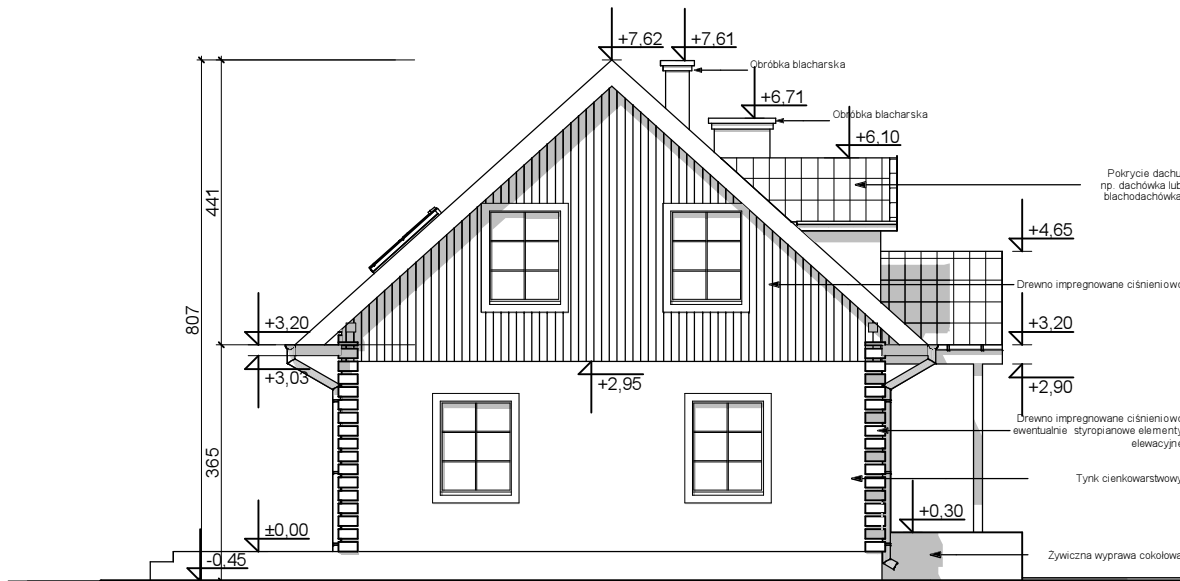 +7,62
+7,61
Obróbka blacharska
+6,71
Obróbka blacharska
+6,10
Pokrycie dachu
np. dachówka lub
blachodachówka
441
807
+4,65
Drewno impregnowane ciśnieniowo
+3,20
+3,20
+3,03
+2,95
+2,90
Drewno impregnowane ciśnieniowo
ewentualnie styropianowe elementy
elewacyjne
365
Tynk cienkowarstwowy
+0,30
±0,00
-0,45
Żywiczna wyprawa cokołowa